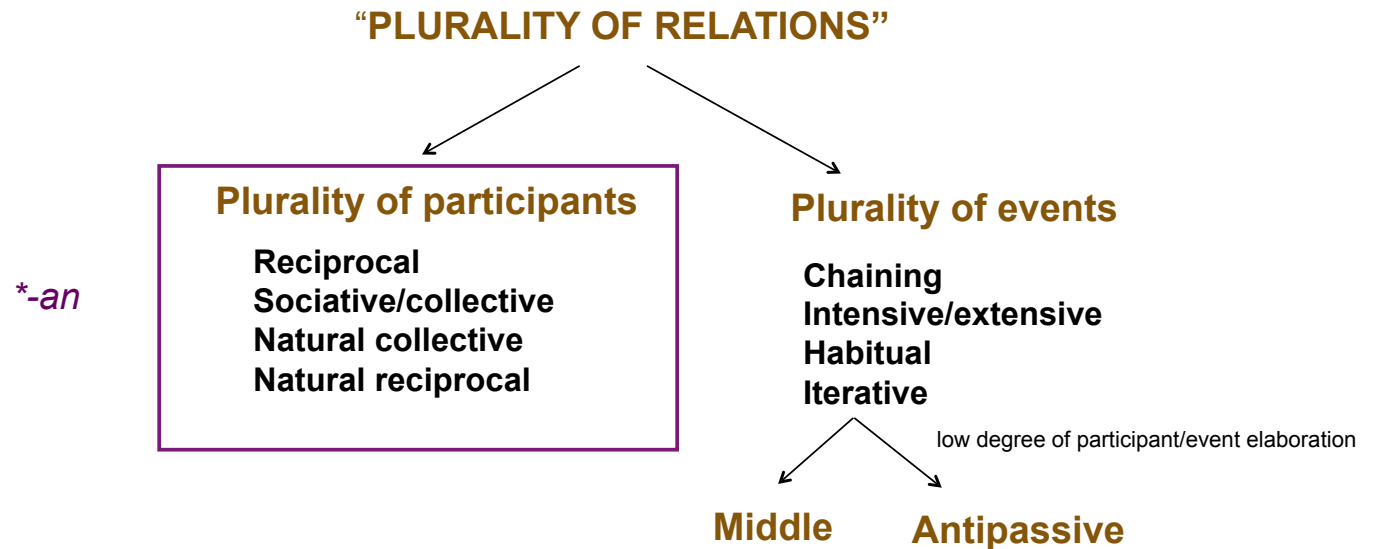 “PLURALITY OF RELATIONS”
Plurality of participants
Reciprocal
Sociative/collective
Natural collective
Natural reciprocal
*-an
Plurality of events
Chaining
Intensive/extensive
Habitual
Iterative
low degree of participant/event elaboration
Middle
Antipassive